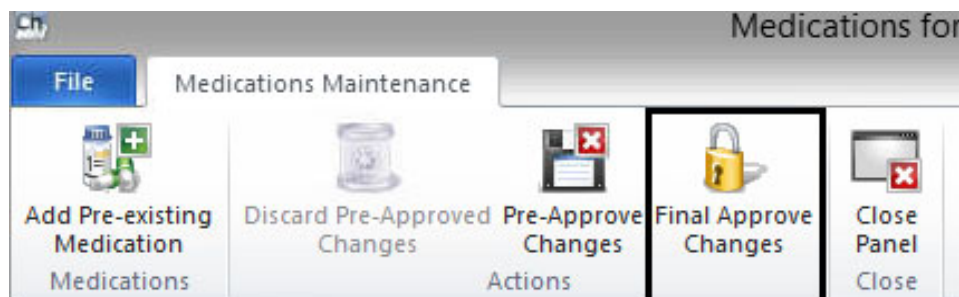 Medications for
File
Medications Maintenance
Add Pre-existing
Medication
Discard Pre-Approved
Changes
Pre-Approve
Changes
Final Approve
Changes
Close
Panel
Medications
Actions
Close